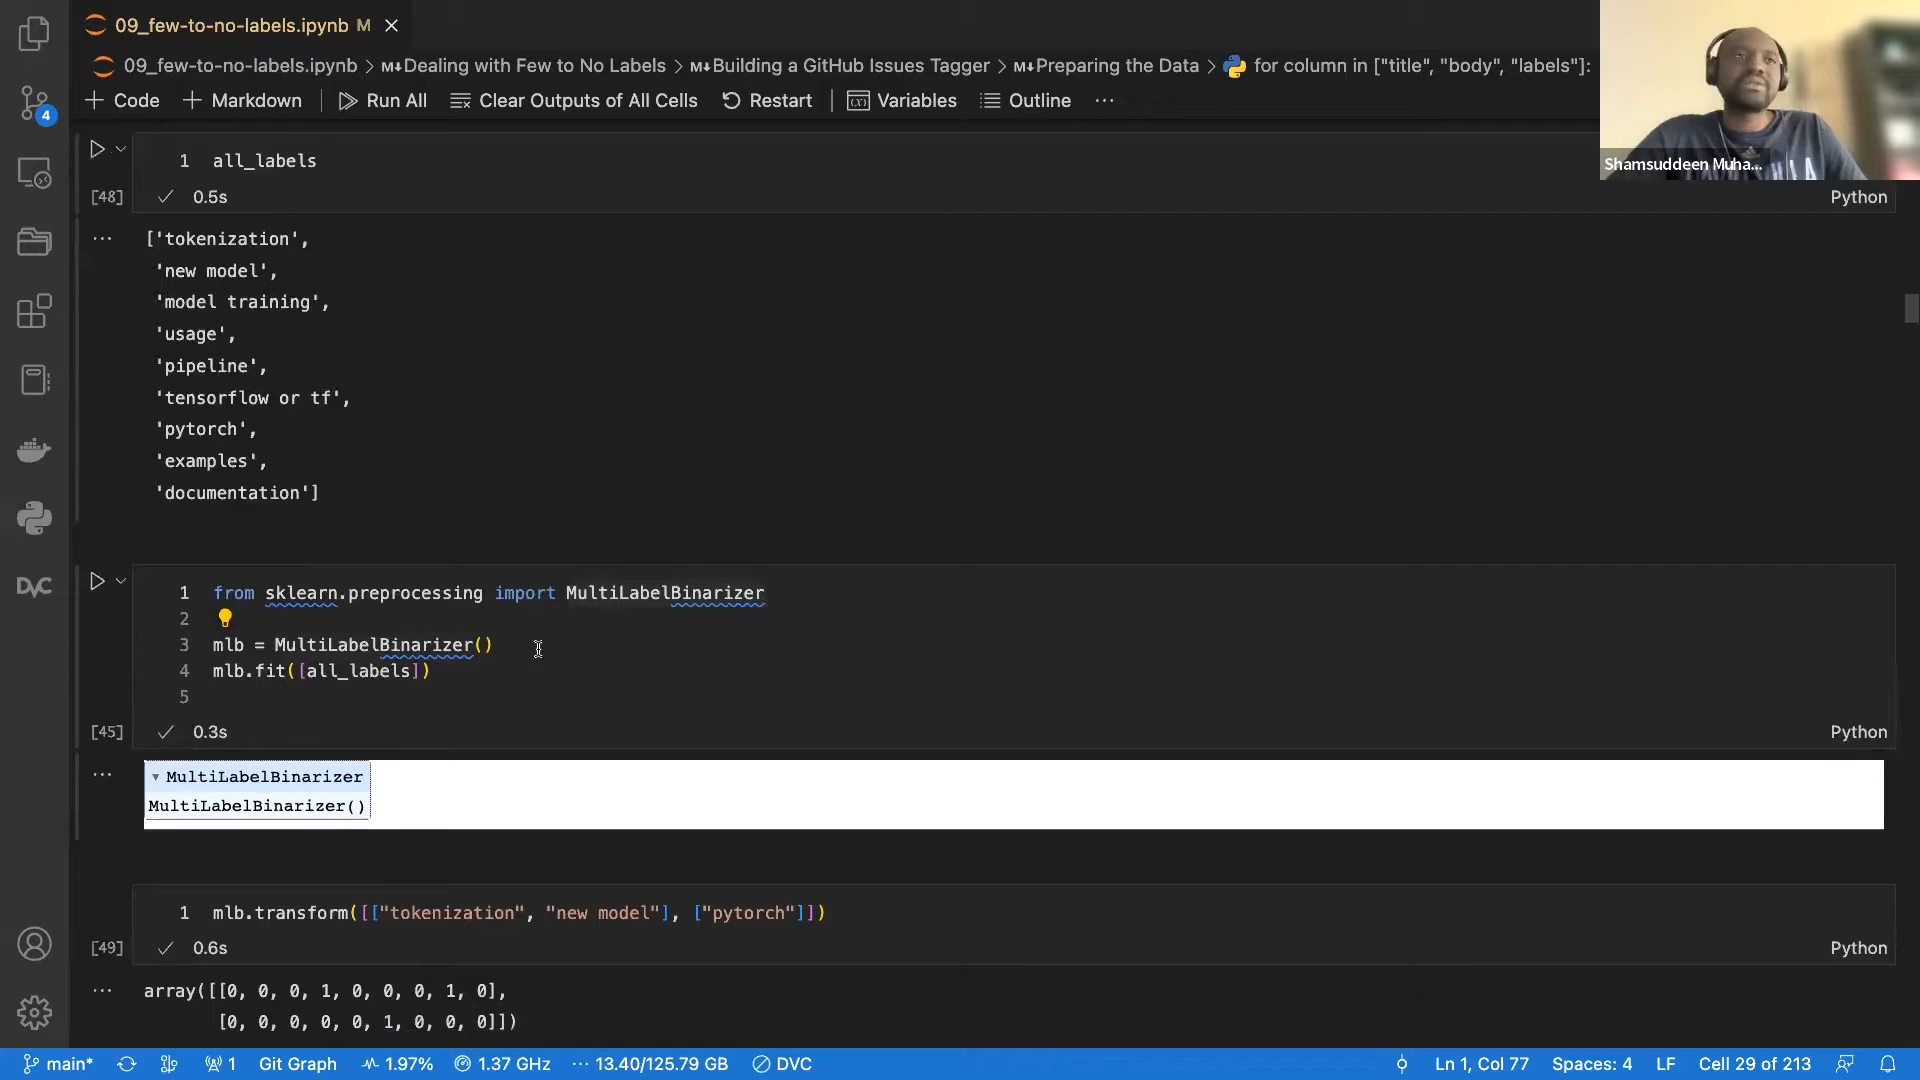 09_few-to-no-labels.ipynb M
09_few-to-no-labels.ipynb > M↓Dealing with Few to No Labels > M↓Building a GitHub Issues Tagger > M↓Preparing the Data > for column in ["title", "body", "labels"]:
+ Code + Markdown Run All Clear Outputs of All Cells Restart Variables Outline ...
Shamsuddeen Muha...
4
1 all_labels
[48] 0.5s Python
['tokenization',
'new model',
'model training',
'usage',
'pipeline',
'tensorflow or tf',
'pytorch',
'examples',
'documentation']
1 from sklearn.preprocessing import MultiLabelBinarizer
2
3 mlb = MultiLabelBinarizer()
4 mlb.fit([all_labels])
5
[45] 0.3s Python
DVC
MultiLabelBinarizer
MultiLabelBinarizer()
1 mlb.transform([["tokenization", "new model"], ["pytorch"]])
[49] 0.6s Python
array([[0, 0, 0, 1, 0, 0, 0, 1, 0],
[0, 0, 0, 0, 0, 1, 0, 0, 0]])
main* 1 Git Graph 1.97% 1.37 GHz ... 13.40/125.79 GB DVC Ln 1, Col 77 Spaces: 4 LF Cell 29 of 213